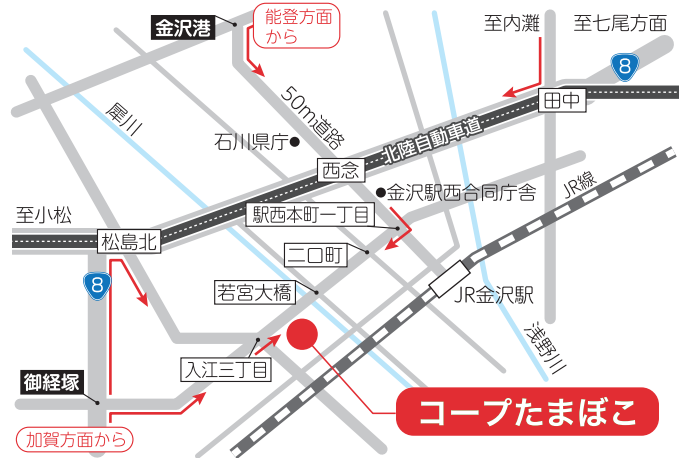 金沢港
能登方面
から
至内灘
至七尾方面
8
田中
犀川
50m道路
石川県庁
北陸自動車道
西念
金沢駅西合同庁舎
JR線
至小松
駅西本町一丁目
松島北
二口町
8
若宮大橋
JR金沢駅
浅野川
入江三丁目
御経塚
コープたまぼこ
加賀方面から